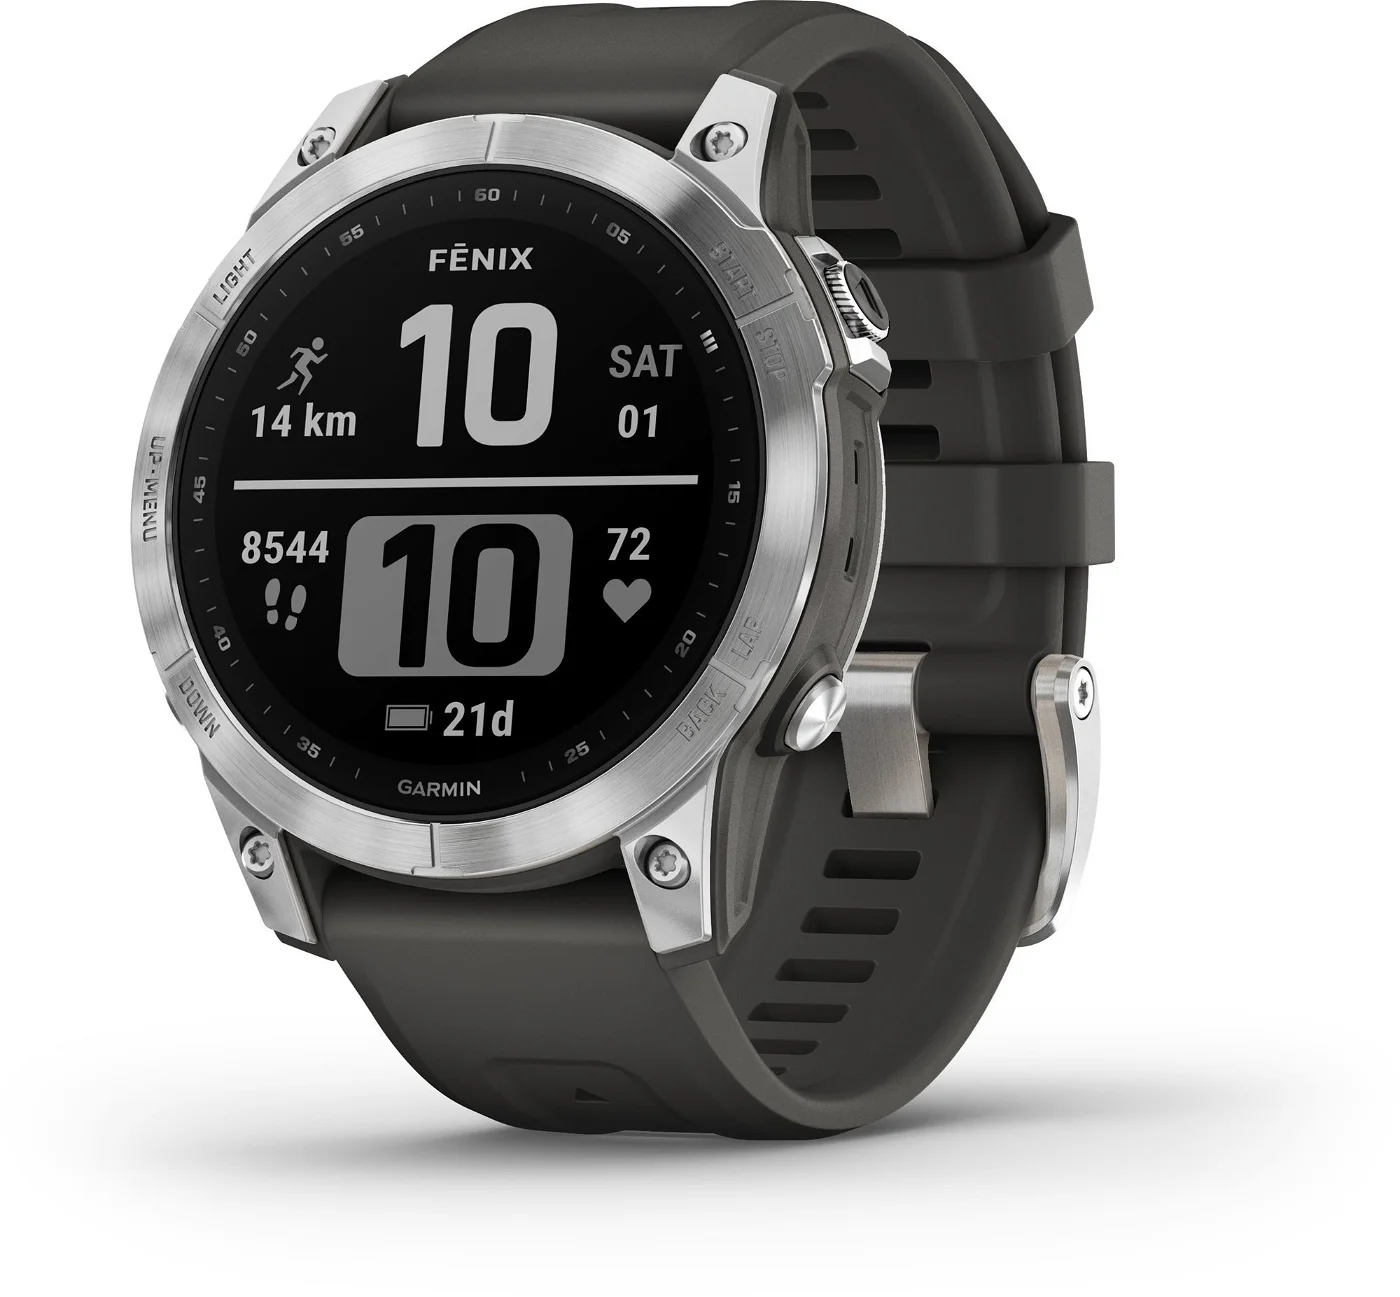 60
55
05
LIGHT
FĒNIX
START
STOP
50
10
14 km
SAT
01
UP·MENU
45
15
8544
10
72
40
20
LAP
BACK
DOWN
21d
35
25
GARMIN